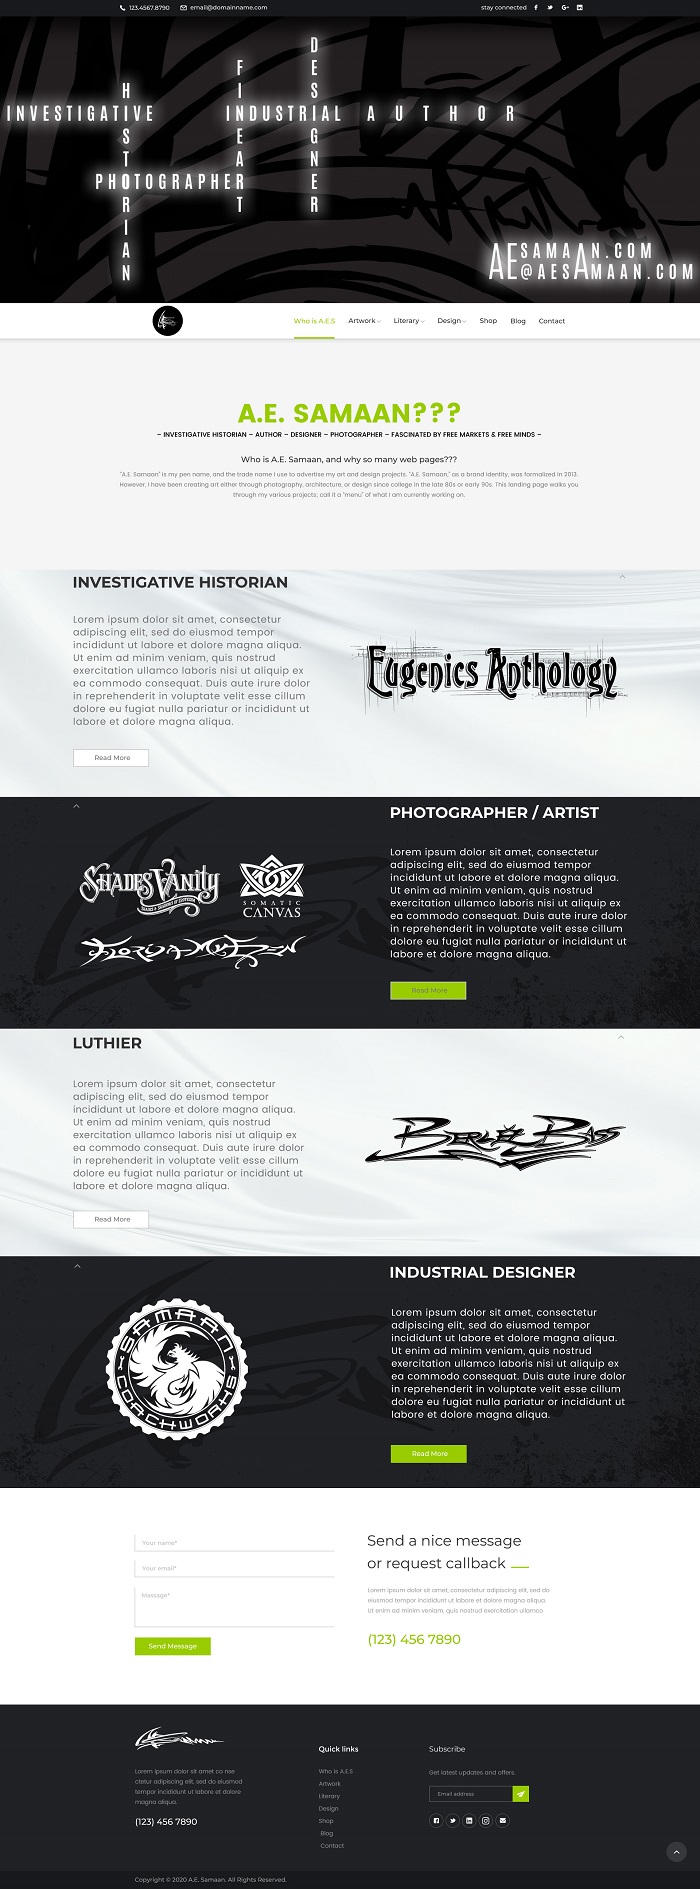 123.4567.8790 email@domainname.com stay connected
DESIGNER
FINEART
HISTORIAN
INVESTIGATIVE INDUSTRIAL AUTHOR
PHOTOGRAPHER
AESAMAAN.COM
AE@AESAMAAN.COM
Who is A.E.S Artwork Literary Design Shop Blog Contact
A.E. SAMAAN???
– INVESTIGATIVE HISTORIAN – AUTHOR – DESIGNER – PHOTOGRAPHER – FASCINATED BY FREE MARKETS & FREE MINDS –
Who is A.E. Samaan, and why so many web pages???
"A.E. Samaan" is my pen name, and the trade name I use to advertise my art and design projects. "A.E. Samaan," as a brand identity, was formalized in 2013.
However, I have been creating art either through photography, architecture, or design since college in the late 80s or early 90s. This landing page walks you
through my various projects; call it a "menu" of what I am currently working on.
INVESTIGATIVE HISTORIAN
Lorem ipsum dolor sit amet, consectetur
adipiscing elit, sed do eiusmod tempor
incididunt ut labore et dolore magna aliqua.
Ut enim ad minim veniam, quis nostrud
exercitation ullamco laboris nisi ut aliquip ex
ea commodo consequat. Duis aute irure dolor
in reprehenderit in voluptate velit esse cillum
dolore eu fugiat nulla pariatur or incididunt ut
labore et dolore magna aliqua.
Read More
Eugenics Anthology
PHOTOGRAPHER / ARTIST
SHADES VANITY
SOMATIC
CANVAS
Lorem ipsum dolor sit amet, consectetur
adipiscing elit, sed do eiusmod tempor
incididunt ut labore et dolore magna aliqua.
Ut enim ad minim veniam, quis nostrud
exercitation ullamco laboris nisi ut aliquip ex
ea commodo consequat. Duis aute irure dolor
in reprehenderit in voluptate velit esse cillum
dolore eu fugiat nulla pariatur or incididunt ut
labore et dolore magna aliqua.
Read More
LUTHIER
Lorem ipsum dolor sit amet, consectetur
adipiscing elit, sed do eiusmod tempor
incididunt ut labore et dolore magna aliqua.
Ut enim ad minim veniam, quis nostrud
exercitation ullamco laboris nisi ut aliquip ex
ea commodo consequat. Duis aute irure dolor
in reprehenderit in voluptate velit esse cillum
dolore eu fugiat nulla pariatur or incididunt ut
labore et dolore magna aliqua.
Read More
INDUSTRIAL DESIGNER
SAMAAN
COACHWORKS
Lorem ipsum dolor sit amet, consectetur
adipiscing elit, sed do eiusmod tempor
incididunt ut labore et dolore magna aliqua.
Ut enim ad minim veniam, quis nostrud
exercitation ullamco laboris nisi ut aliquip ex
ea commodo consequat. Duis aute irure dolor
in reprehenderit in voluptate velit esse cillum
dolore eu fugiat nulla pariatur or incididunt ut
labore et dolore magna aliqua.
Read More
Your name*
Your email*
Massage*
Send Message
Send a nice message
or request callback
Lorem ipsum dolor sit amet, consectetur adipiscing elit, sed do
eiusmod tempor incididunt ut labore et dolore magna aliqua.
Ut enim ad minim veniam, quis nostrud exercitation ullamco
(123) 456 7890
Lorem ipsum dolor sit amet co nse
ctetur adipiscing elit, sed do eiusmod
tempor incididunt ut labore et dolore
magna aliqua.
(123) 456 7890
Quick links
Who is A.E.S
Artwork
Literary
Design
Shop
Blog
Contact
Subscribe
Get latest updates and offers.
Email address
Copyright © 2020 A.E. Samaan. All Rights Reserved.